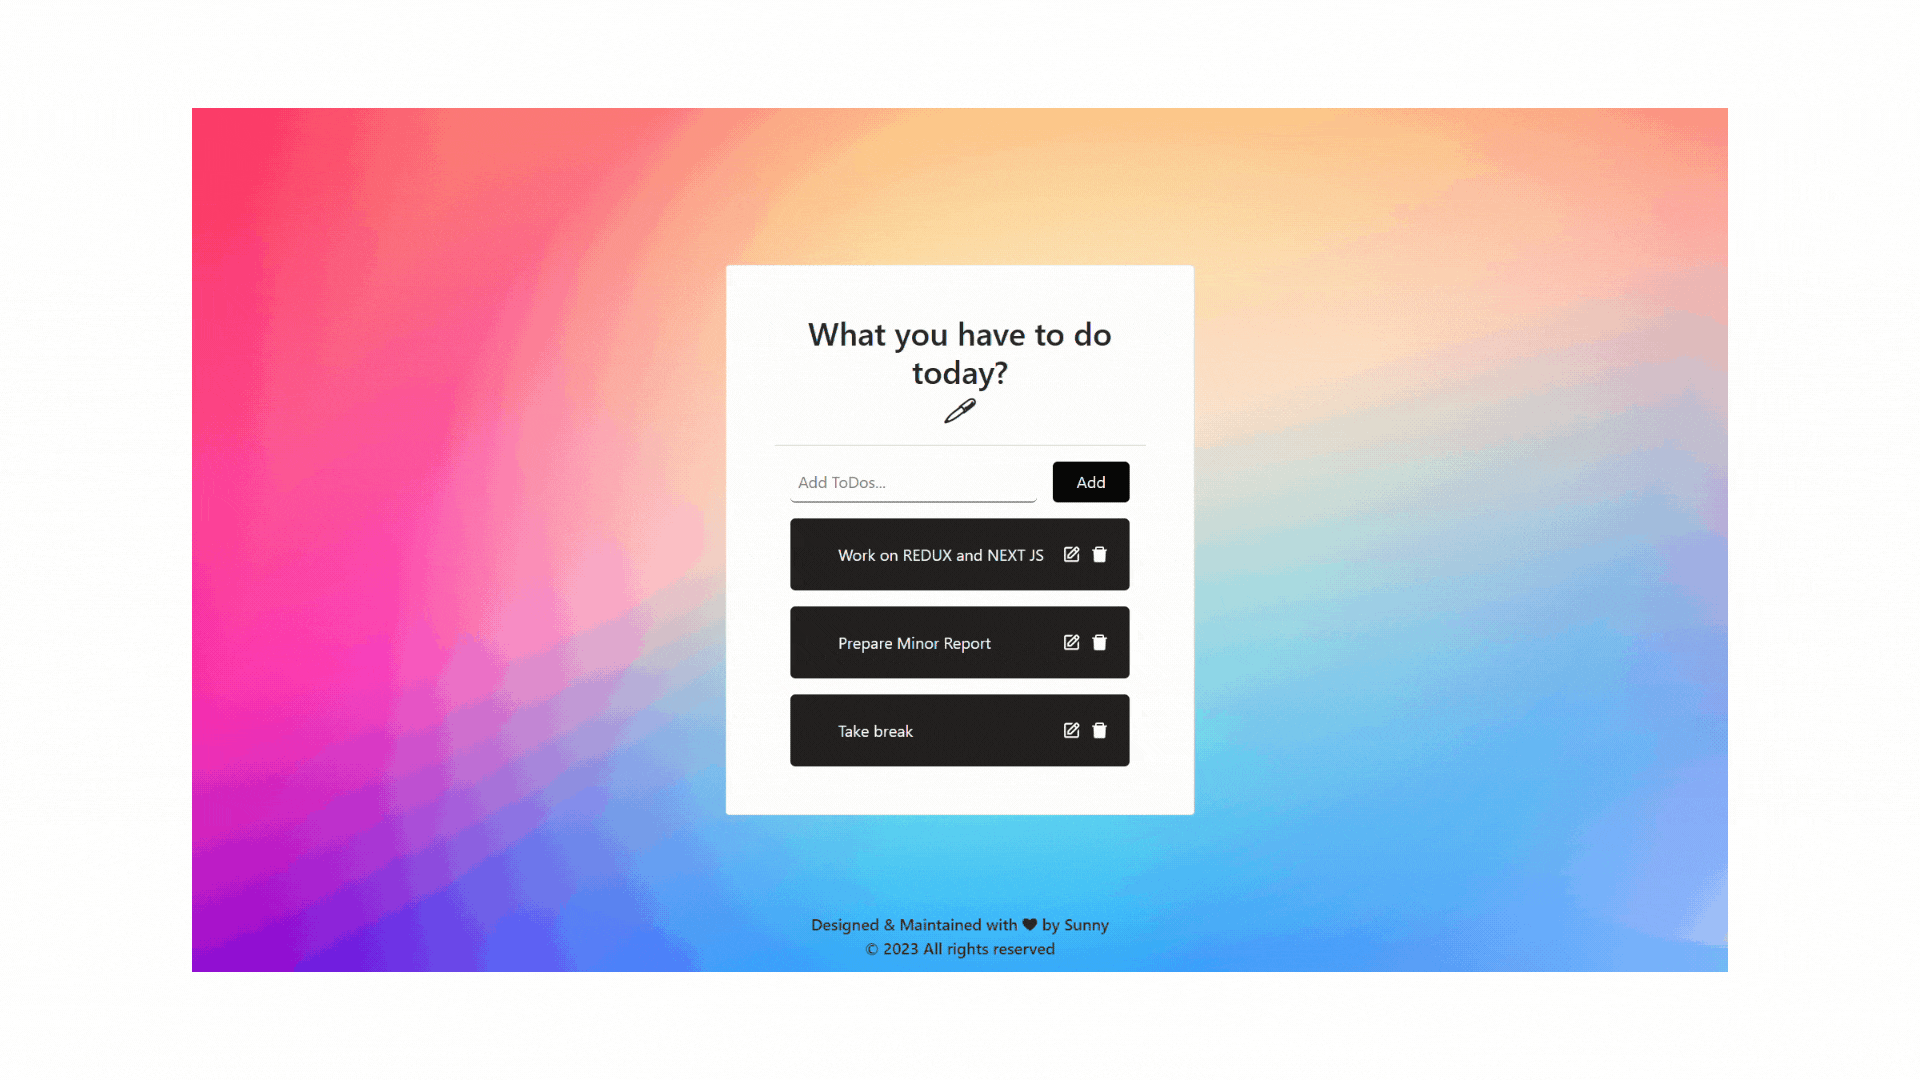 What you have to do
today?
Add ToDos...
Add
Work on REDUX and NEXT JS
Prepare Minor Report
Take break
Designed & Maintained with ♥ by Sunny
© 2023 All rights reserved